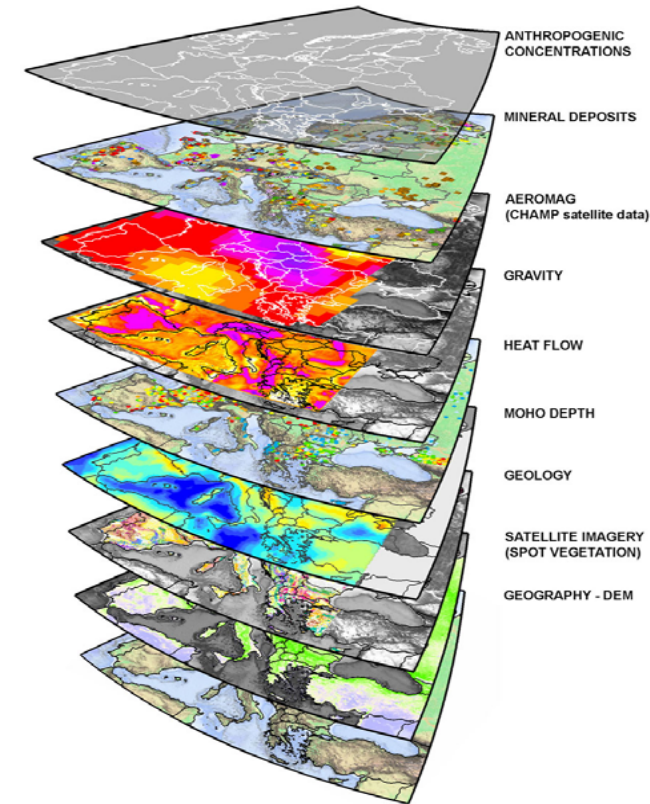 ANTHROPOGENIC
CONCENTRATIONS
MINERAL DEPOSITS
AEROMAG
(CHAMP satellite data)
GRAVITY
HEAT FLOW
MOHO DEPTH
GEOLOGY
SATELLITE IMAGERY
(SPOT VEGETATION)
GEOGRAPHY - DEM